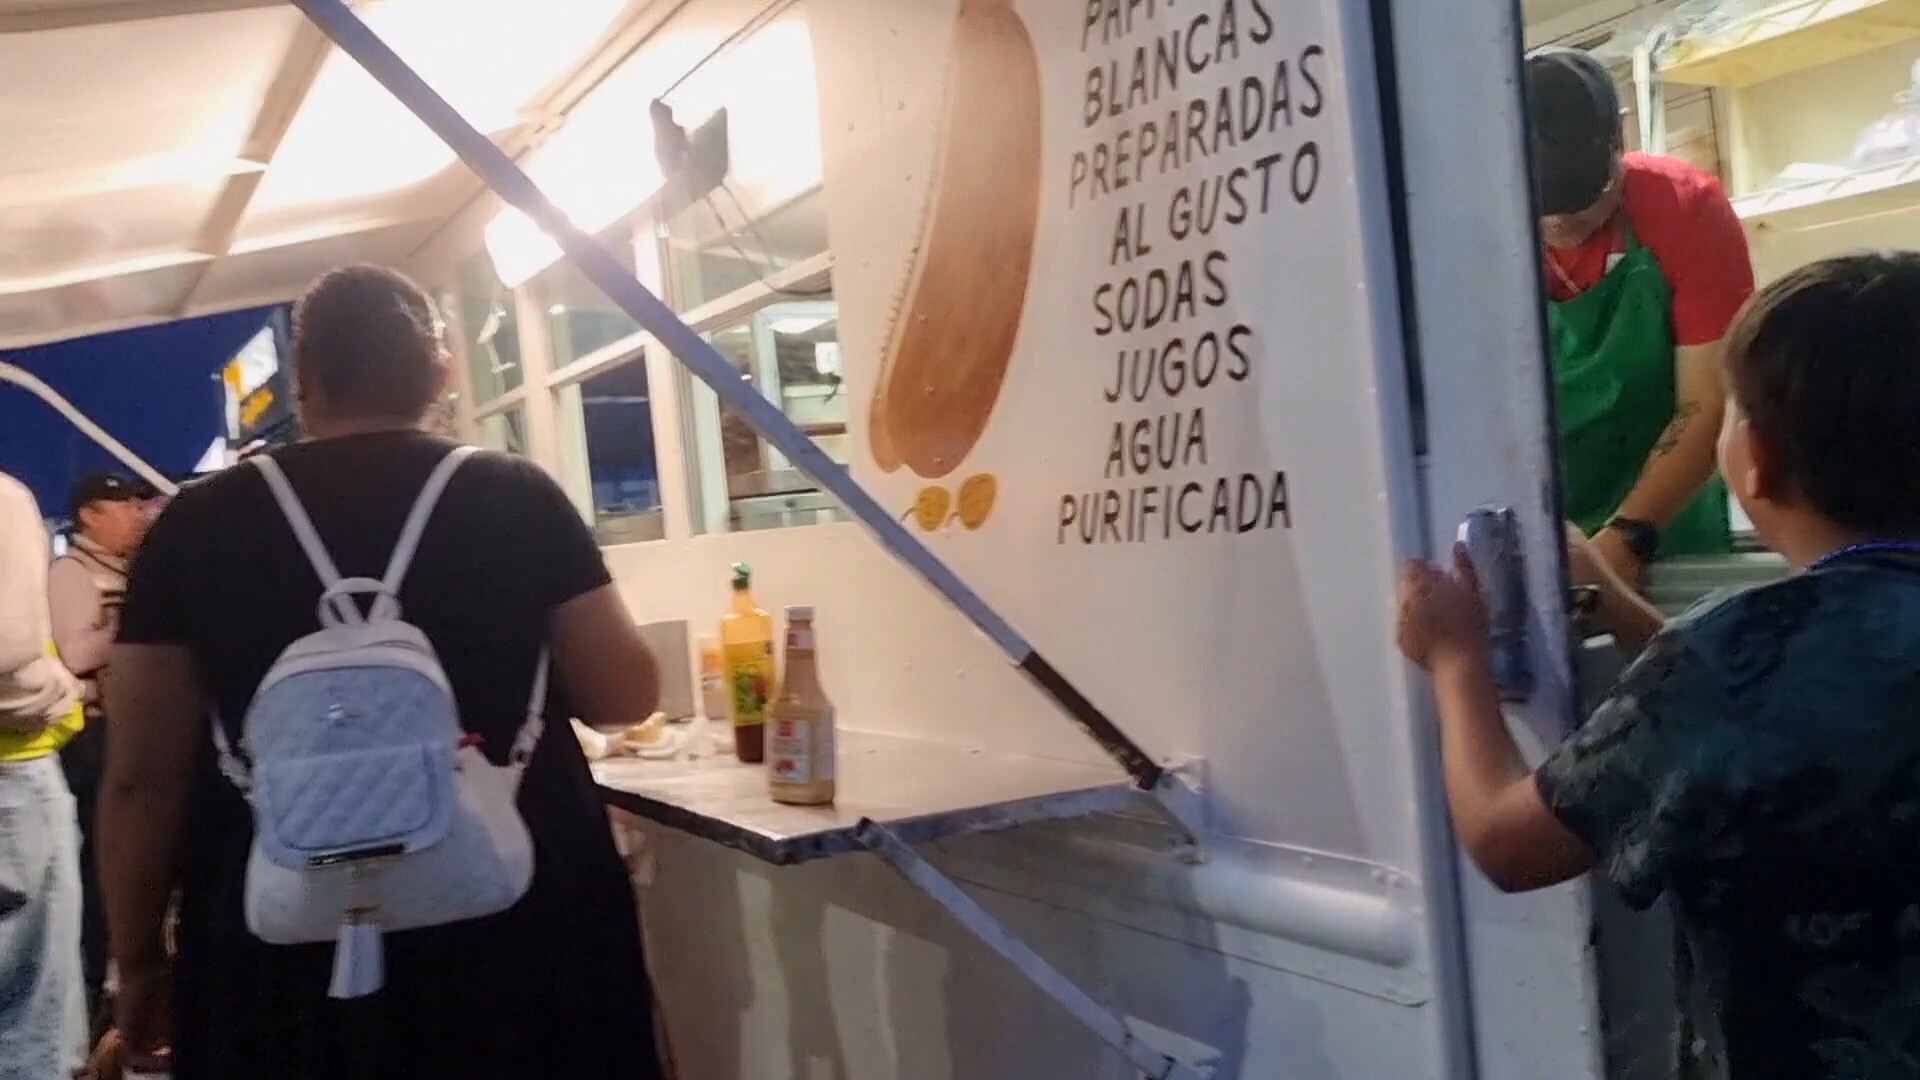 BLANCAS
PREPARADAS
AL GUSTO
SODAS
JUGOS
AGUA
PURIFICADA